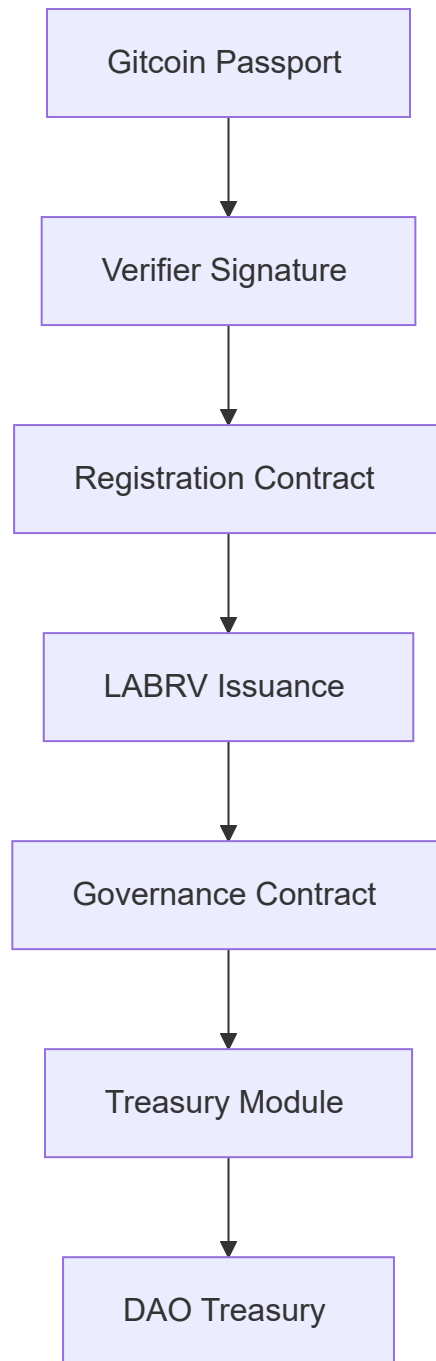 Gitcoin Passport
Verifier Signature
Registration Contract
LABRV Issuance
Governance Contract
Treasury Module
DAO Treasury